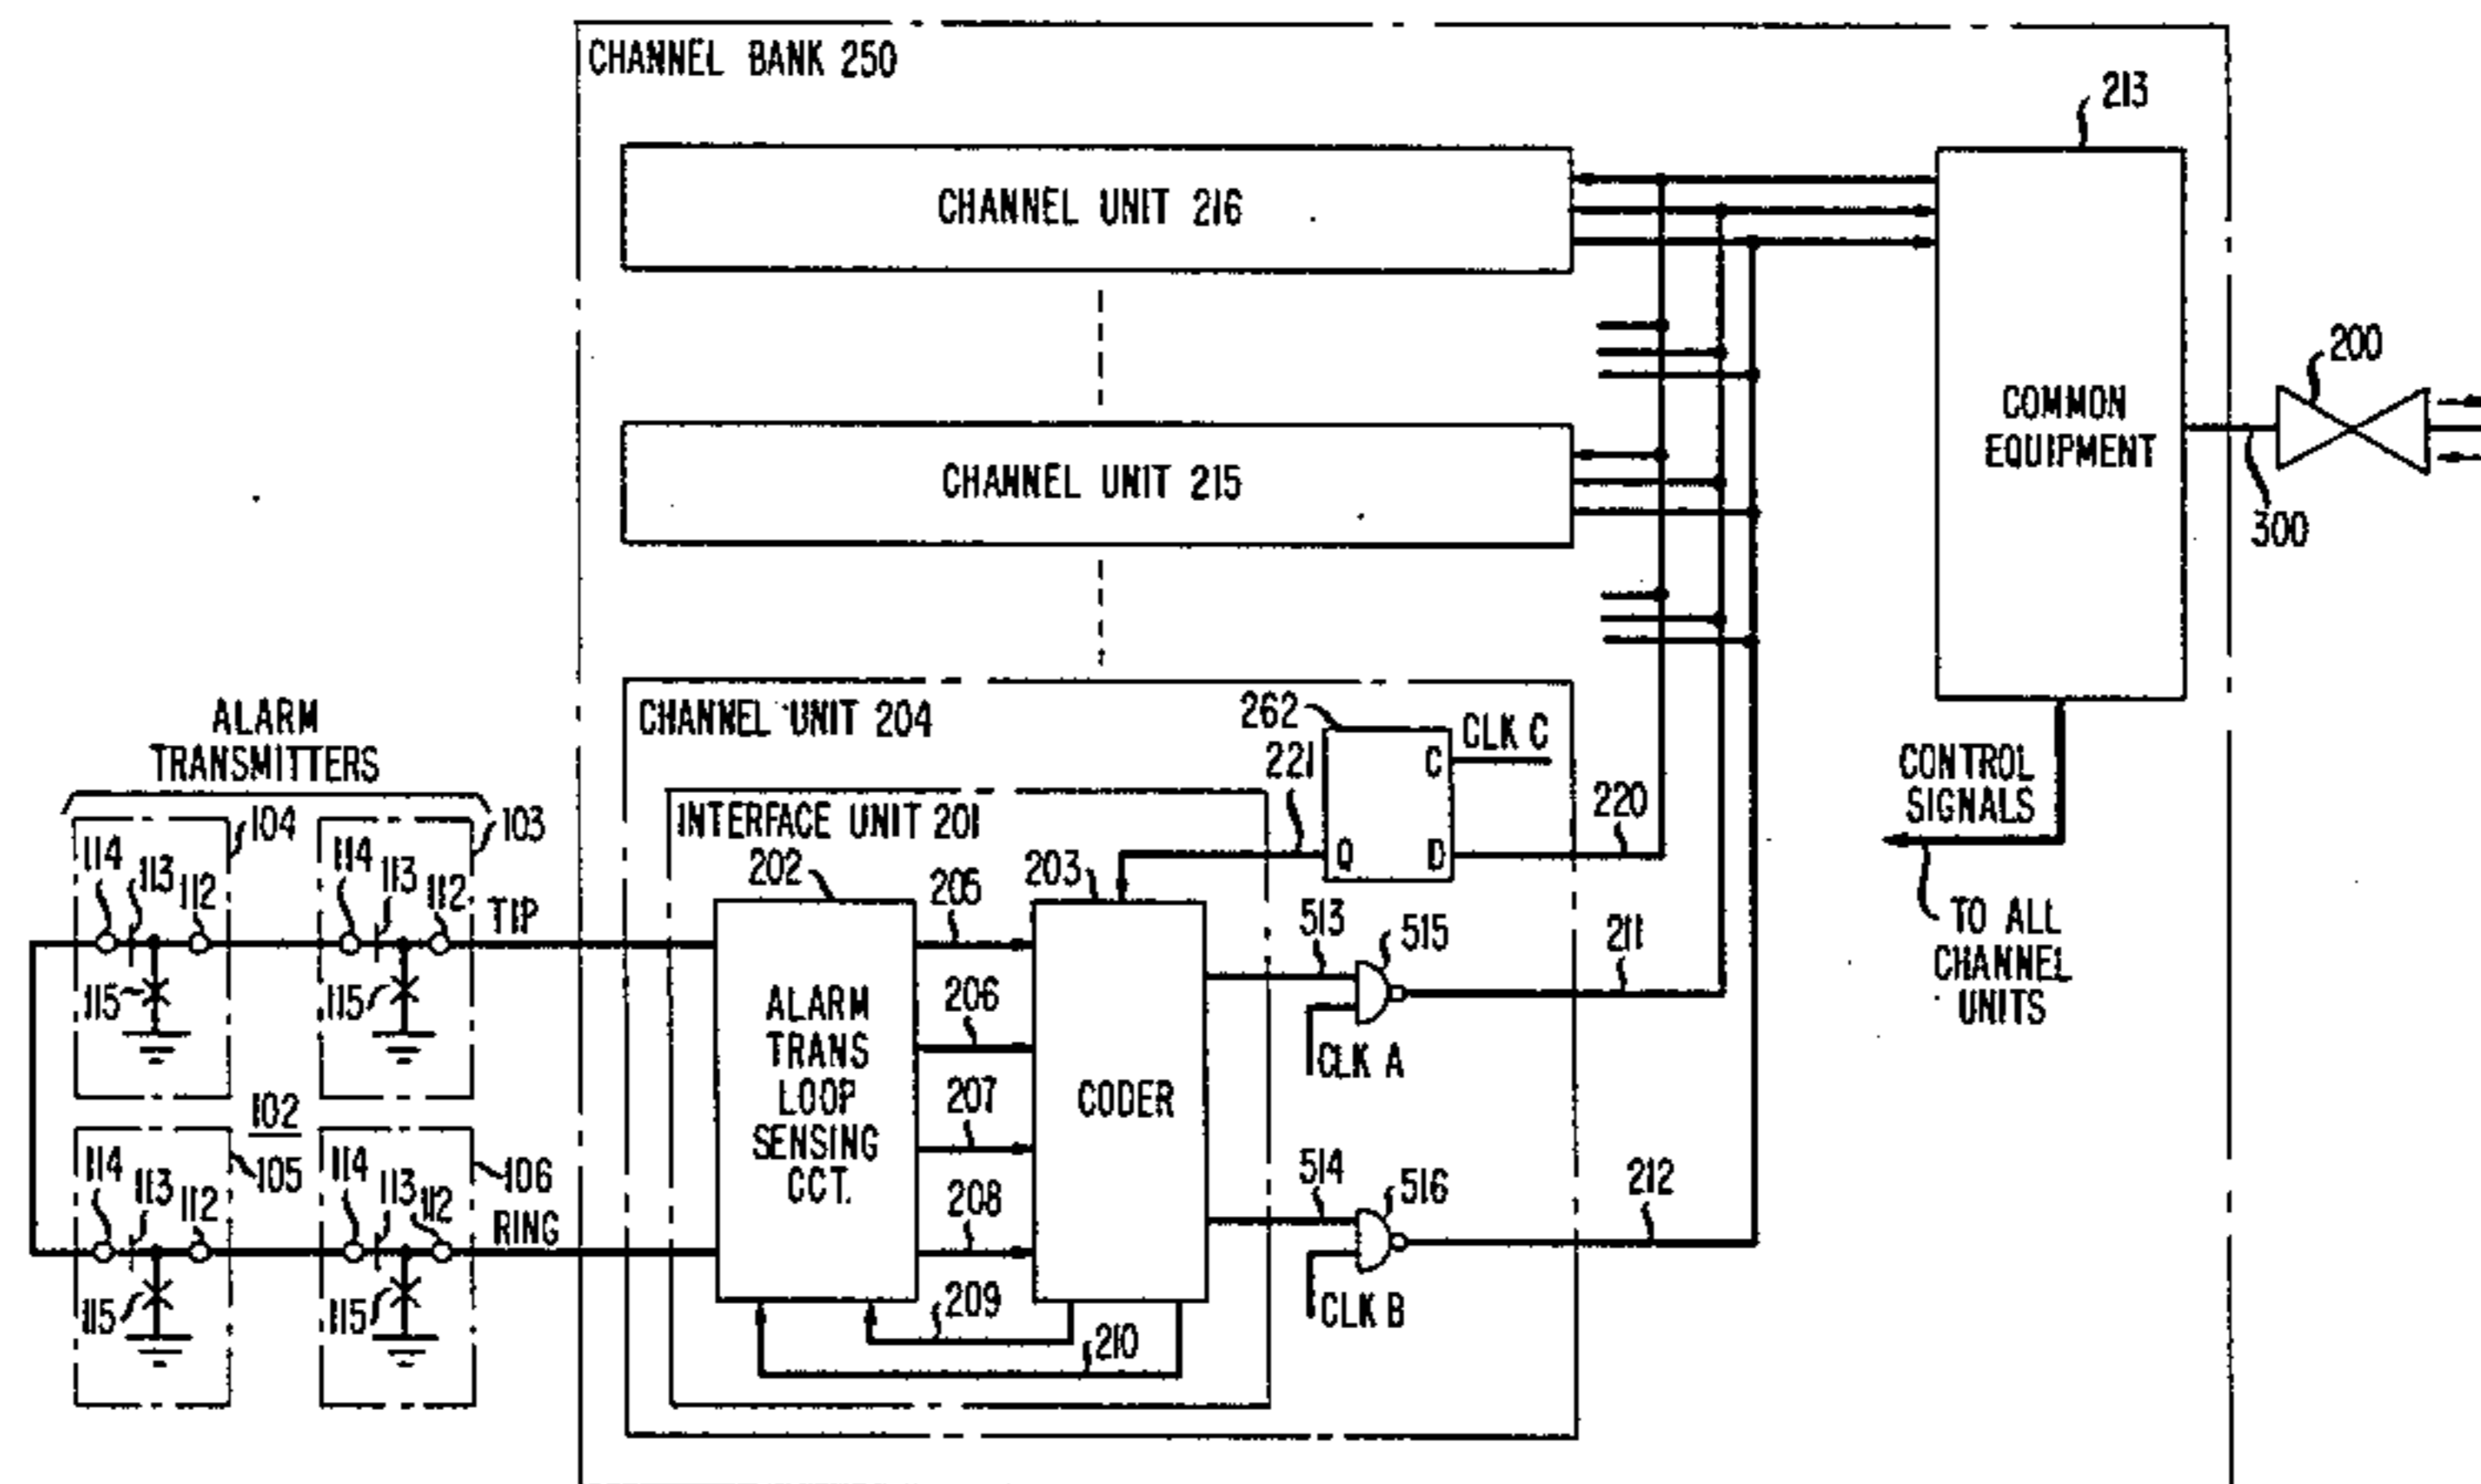 CHANNEL BANK 250
213
CHANNEL UNIT 216
200
COMMON
EQUIPMENT
300
CHANNEL UNIT 215
CHANNEL UNIT 204
262
CLK C
C
221
Q
D
220
CONTROL
SIGNALS
TO ALL
CHANNEL
UNITS
ALARM
TRANSMITTERS
104
103
114
113
112
114
113
112
TIP
115
115
102
105
106
114
113
112
114
113
112
RING
115
115
INTERFACE UNIT 201
202
205
203
206
207
208
209
210
ALARM
TRANS
LOOP
SENSING
CCT.
CODER
513
515
211
CLK A
514
516
212
CLK B